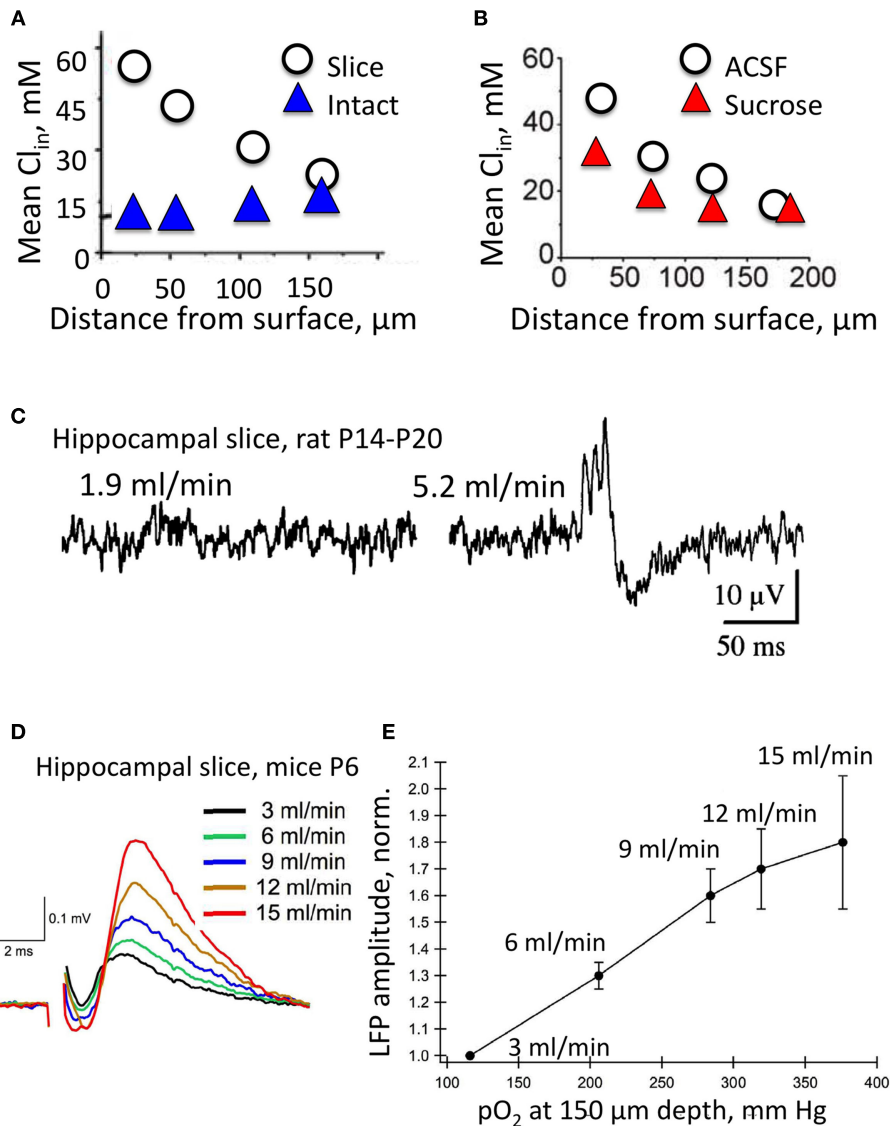 A
Mean Cl_in, mM
60
45
30
15
0
Slice
Intact
0 50 100 150
Distance from surface, µm
B
Mean Cl_in, mM
60
40
20
0
ACSF
Sucrose
0 50 100 150 200
Distance from surface, µm
C
Hippocampal slice, rat P14-P20
1.9 ml/min
5.2 ml/min
10 µV
50 ms
D
Hippocampal slice, mice P6
3 ml/min
6 ml/min
9 ml/min
12 ml/min
15 ml/min
0.1 mV
2 ms
E
LFP amplitude, norm.
2.1
2.0
1.9
1.8
1.7
1.6
1.5
1.4
1.3
1.2
1.1
1.0
15 ml/min
12 ml/min
9 ml/min
6 ml/min
3 ml/min
100 150 200 250 300 350 400
pO₂ at 150 µm depth, mm Hg